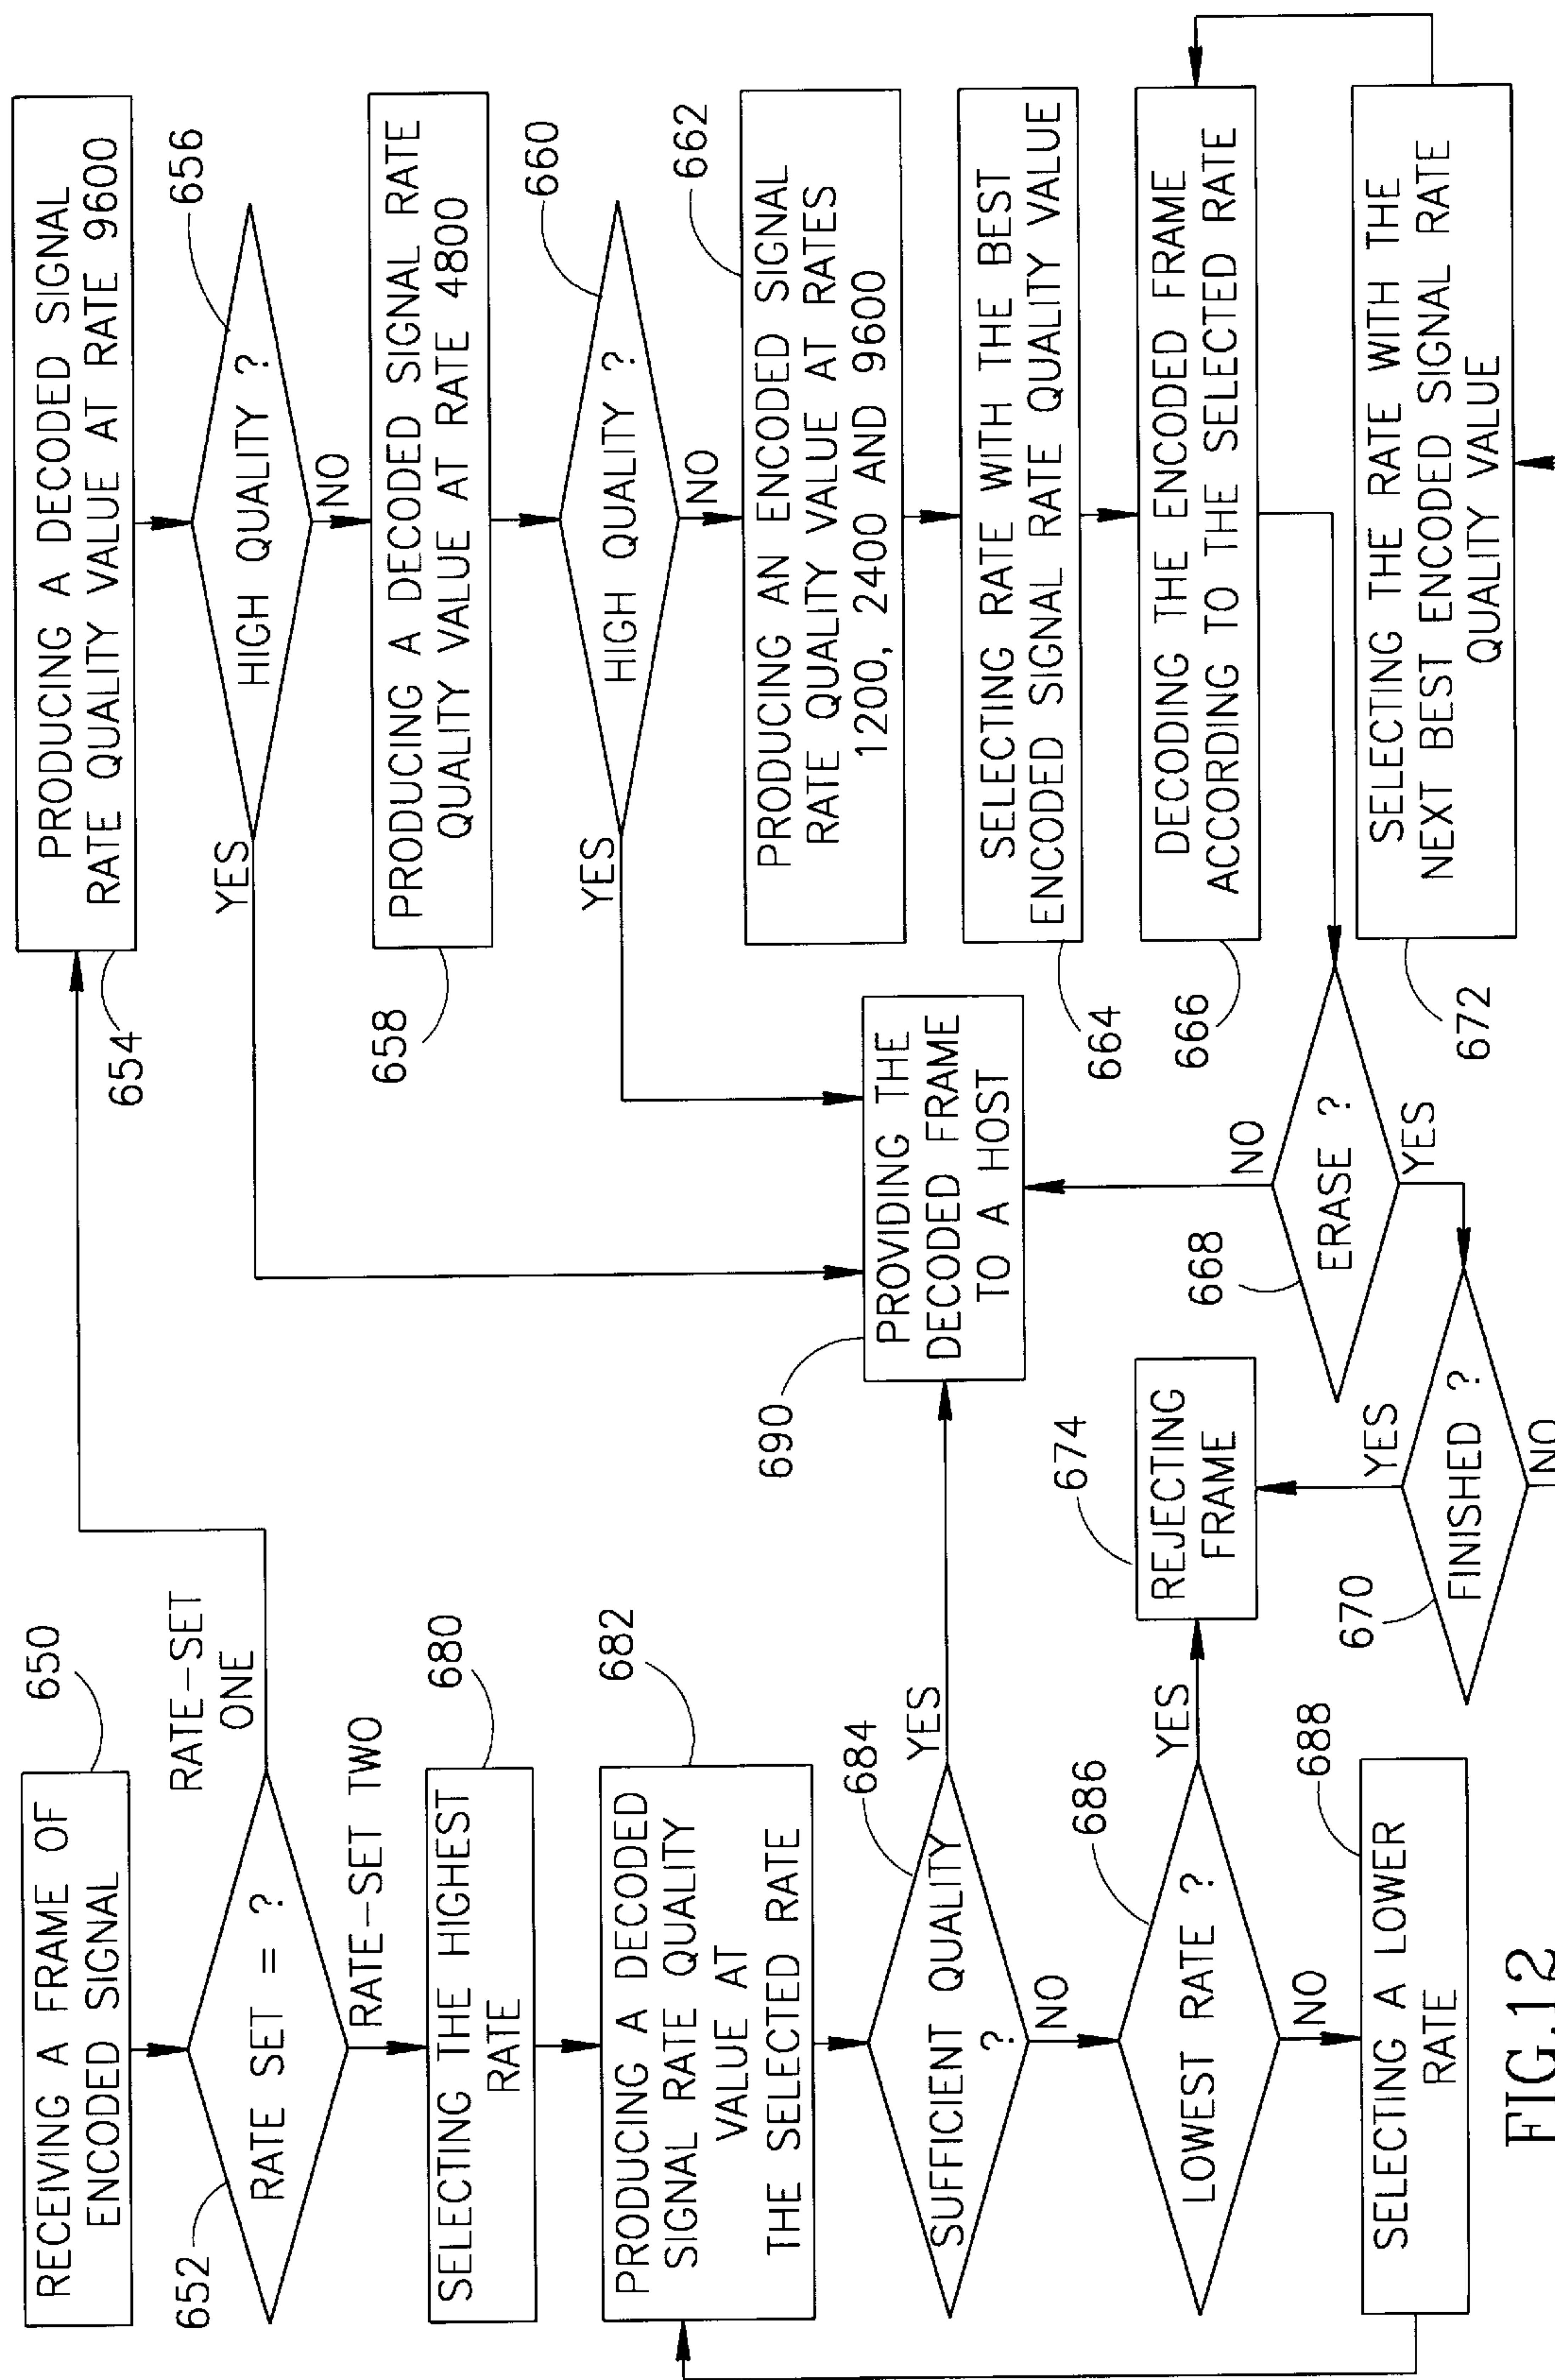 RECEIVING A FRAME OF
ENCODED SIGNAL
650
RATE SET = ?
652
RATE-SET
ONE
RATE-SET TWO
SELECTING THE HIGHEST
RATE
680
PRODUCING A DECODED
SIGNAL RATE QUALITY
VALUE AT
THE SELECTED RATE
682
SUFFICIENT QUALITY
?
684
YES
NO
LOWEST RATE ?
686
YES
NO
SELECTING A LOWER
RATE
688
PRODUCING A DECODED SIGNAL
RATE QUALITY VALUE AT RATE 9600
654
HIGH QUALITY ?
656
YES
NO
PRODUCING A DECODED SIGNAL RATE
QUALITY VALUE AT RATE 4800
658
HIGH QUALITY ?
660
YES
NO
PRODUCING AN ENCODED SIGNAL
RATE QUALITY VALUE AT RATES
1200, 2400 AND 9600
662
SELECTING RATE WITH THE BEST
ENCODED SIGNAL RATE QUALITY VALUE
664
DECODING THE ENCODED FRAME
ACCORDING TO THE SELECTED RATE
666
PROVIDING THE
DECODED FRAME
TO A HOST
690
ERASE ?
668
NO
YES
REJECTING
FRAME
674
FINISHED ?
670
YES
NO
SELECTING THE RATE WITH THE
NEXT BEST ENCODED SIGNAL RATE
QUALITY VALUE
672
FIG.12